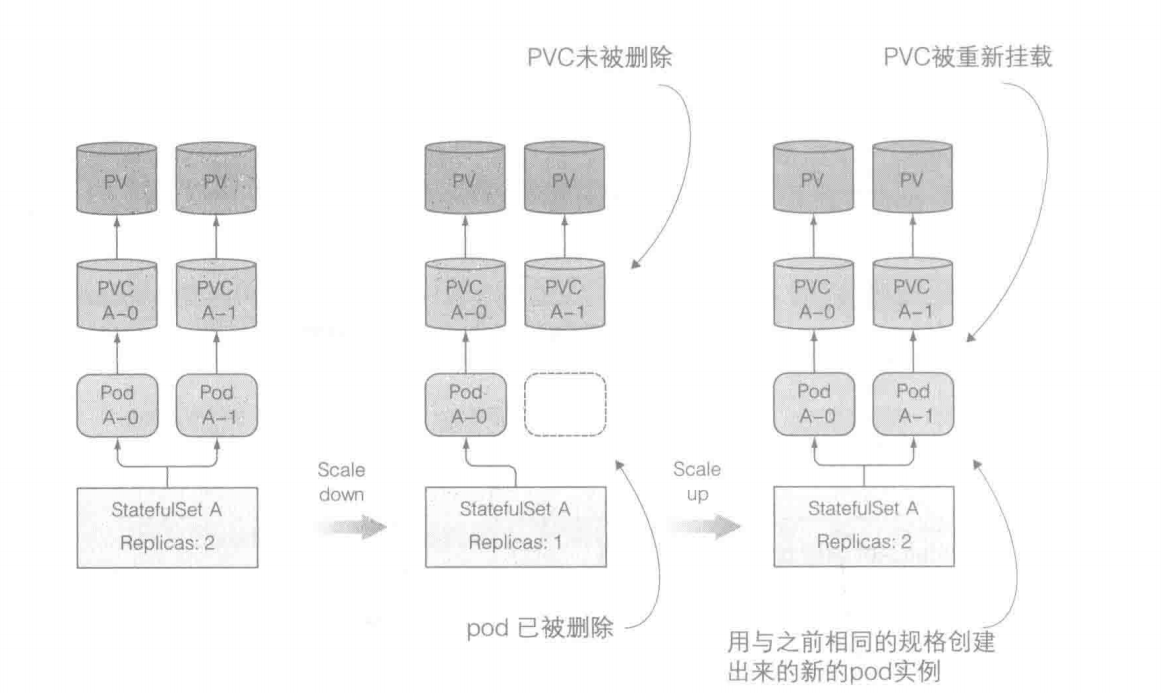 PVC未被删除
PVC被重新挂载
PV
PV
PV
PV
PV
PV
PVC
A-0
PVC
A-1
PVC
A-0
PVC
A-1
PVC
A-0
PVC
A-1
Pod
A-0
Pod
A-1
Pod
A-0
Pod
A-0
Pod
A-1
Scale
down
Scale
up
StatefulSet A
Replicas: 2
StatefulSet A
Replicas: 1
StatefulSet A
Replicas: 2
pod 已被删除
用与之前相同的规格创建
出来的新的pod实例